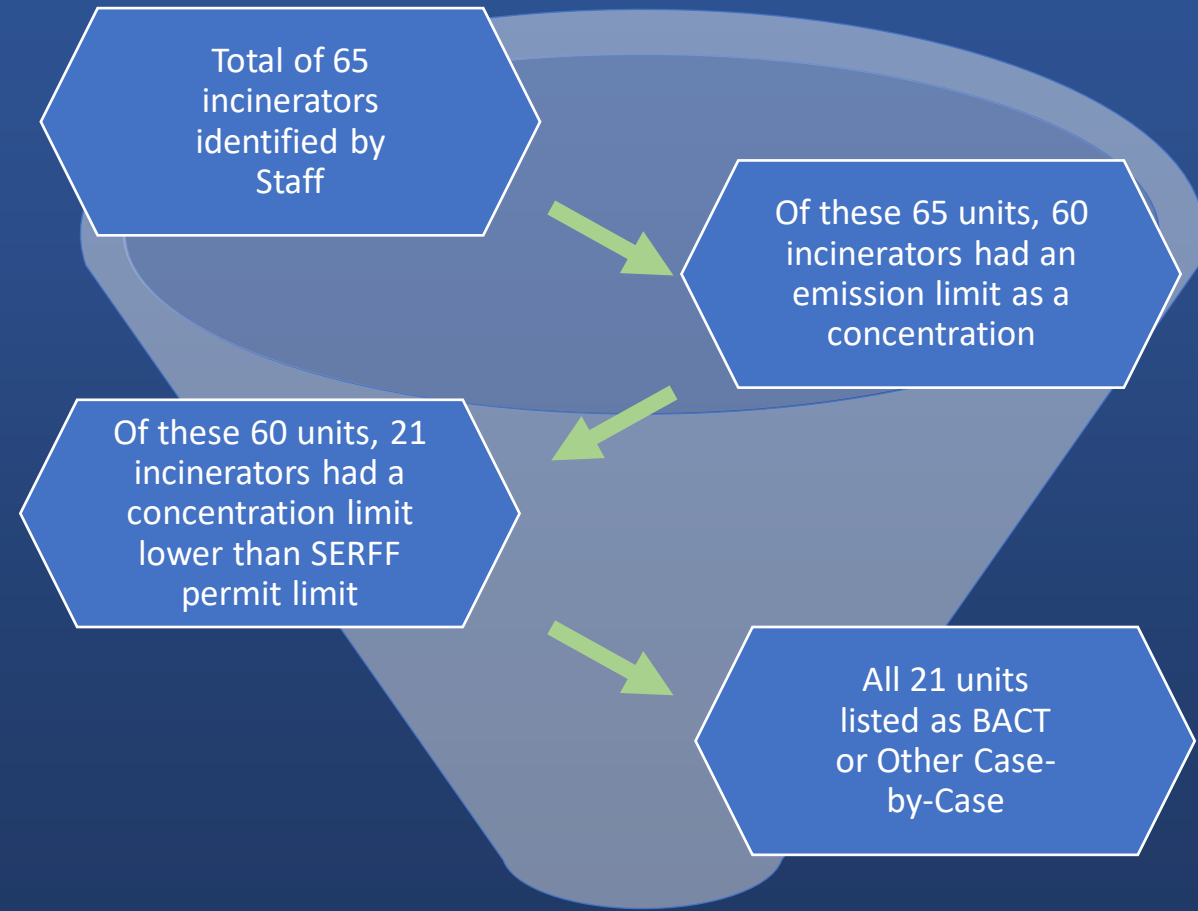 Total of 65
incinerators
identified by
Staff
Of these 65 units, 60
incinerators had an
emission limit as a
concentration
Of these 60 units, 21
incinerators had a
concentration limit
lower than SERFF
permit limit
All 21 units
listed as BACT
or Other Case-
by-Case